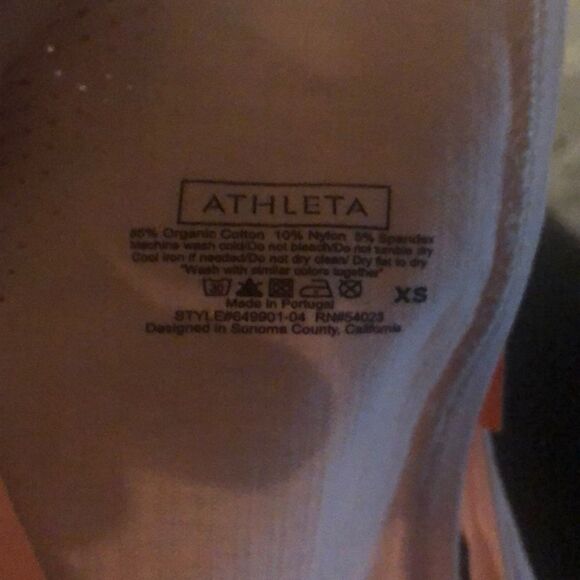 ATHLETA
85% Organic Cotton 10% Nylon 5% Spandex
Machine wash cold/Do not bleach/Do not tumble dry
Cool iron if needed/Do not dry clean/ Dry flat to dry
"Wash with similar colors together"
30
XS
Made in Portugal
STYLE#649901-04 RN#54023
Designed in Sonoma County, California